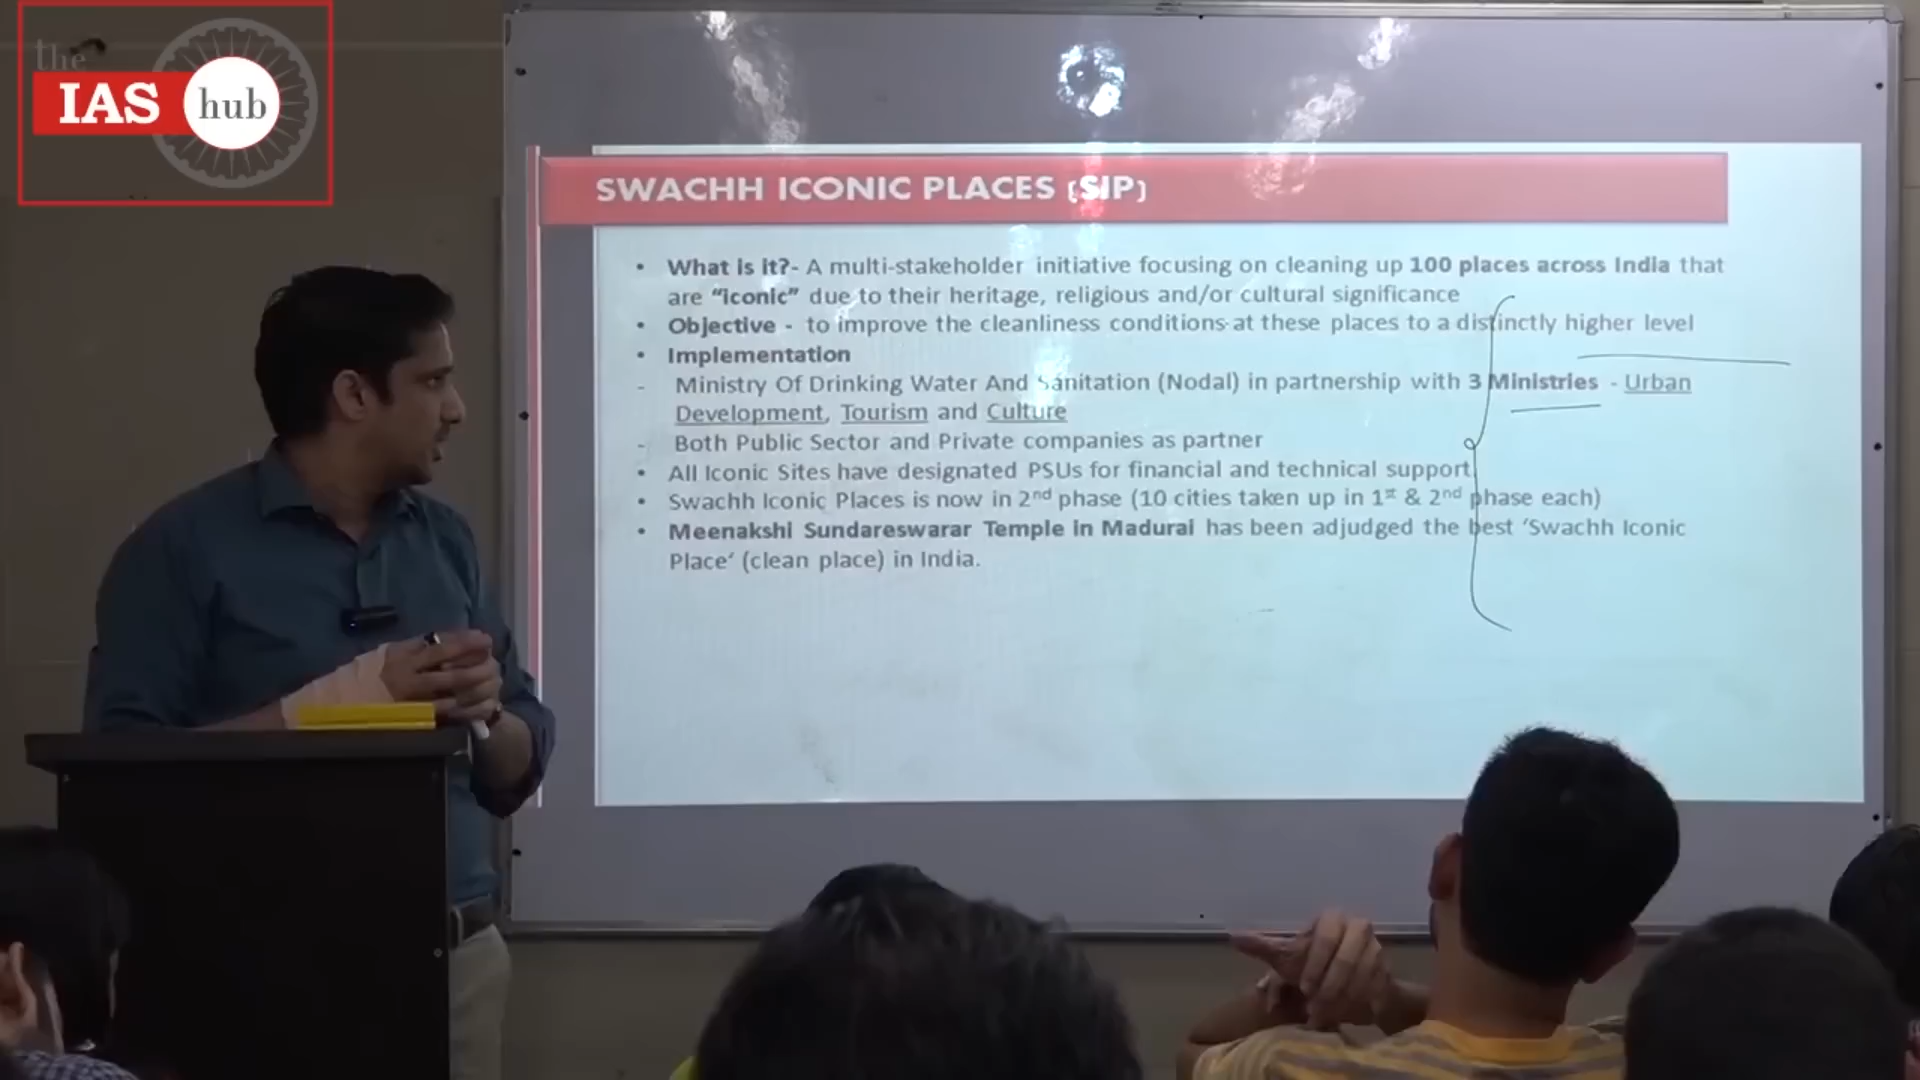 the
IAS hub
SWACHH ICONIC PLACES (SIP)
• What is it?- A multi-stakeholder initiative focusing on cleaning up 100 places across India that
are “iconic” due to their heritage, religious and/or cultural significance
• Objective - to improve the cleanliness conditions at these places to a distinctly higher level
• Implementation
- Ministry Of Drinking Water And Sanitation (Nodal) in partnership with 3 Ministries - Urban
Development, Tourism and Culture
- Both Public Sector and Private companies as partner
• All Iconic Sites have designated PSUs for financial and technical support
• Swachh Iconic Places is now in 2nd phase (10 cities taken up in 1st & 2nd phase each)
• Meenakshi Sundareswarar Temple in Madurai has been adjudged the best ‘Swachh Iconic
Place’ (clean place) in India.